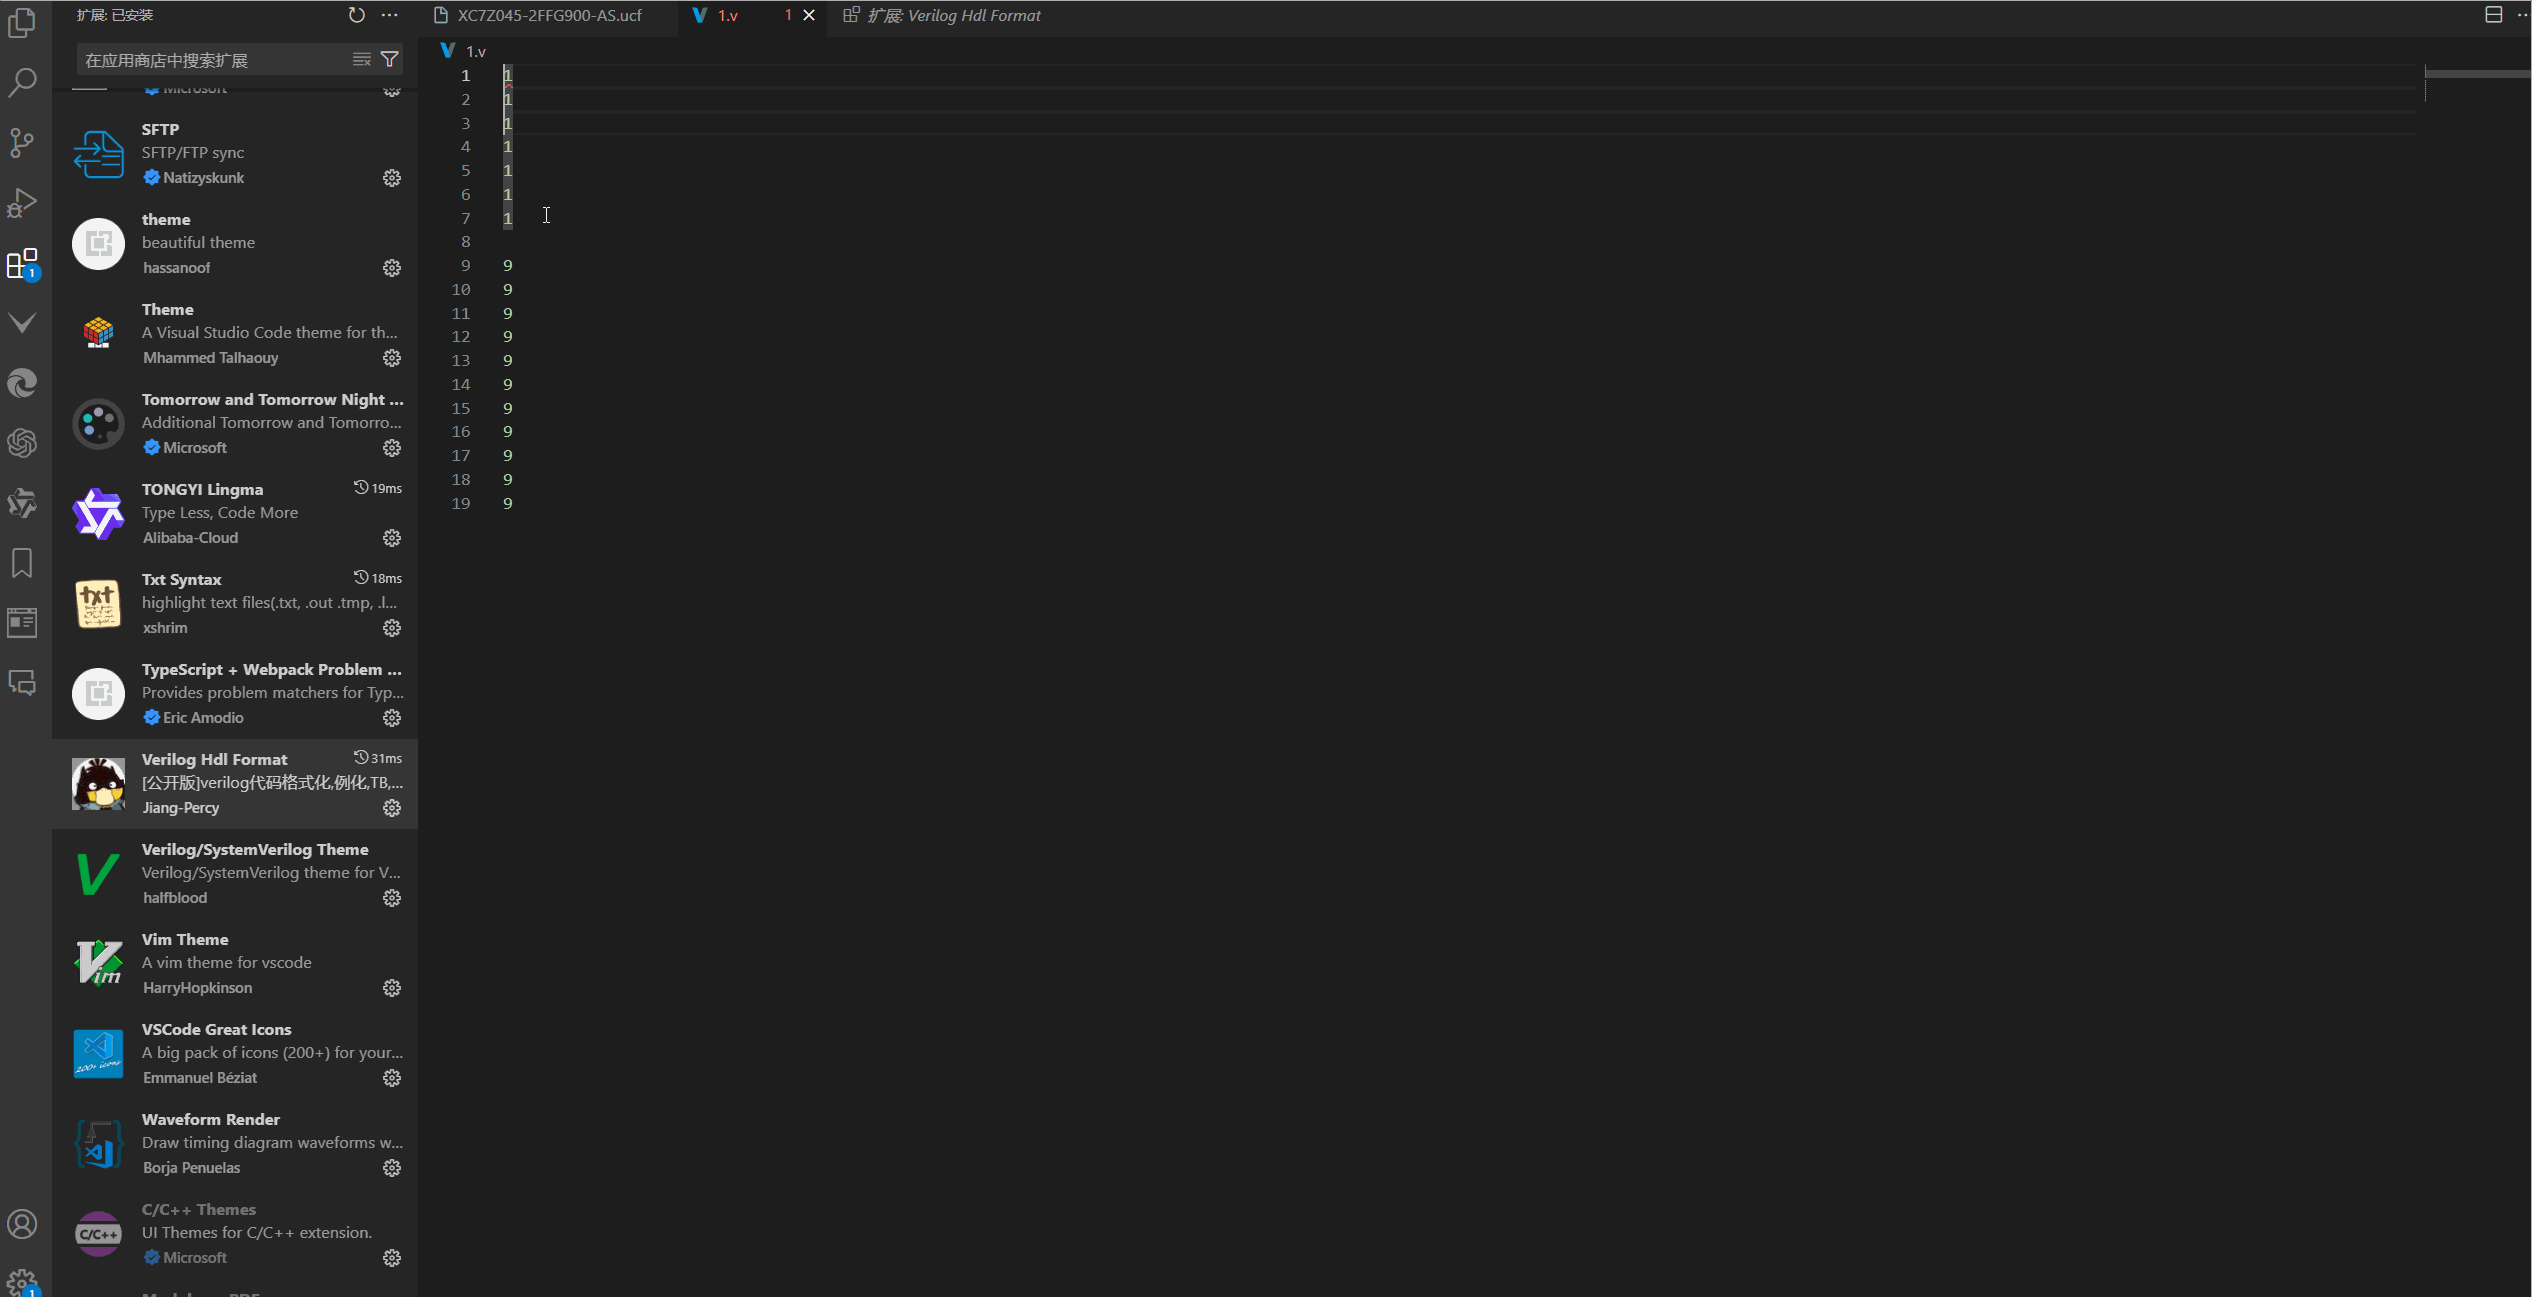 扩展: 已安装
在应用商店中搜索扩展
Microsoft
SFTP
SFTP/FTP sync
Natizyskunk
theme
beautiful theme
hassanoof
Theme
A Visual Studio Code theme for th...
Mhammed Talhaouy
Tomorrow and Tomorrow Night ...
Additional Tomorrow and Tomorro...
Microsoft
TONGYI Lingma 19ms
Type Less, Code More
Alibaba-Cloud
Txt Syntax 18ms
highlight text files(.txt, .out .tmp, .l...
xshrim
TypeScript + Webpack Problem ...
Provides problem matchers for Typ...
Eric Amodio
Verilog Hdl Format 31ms
[公开版]verilog代码格式化,例化,TB,...
Jiang-Percy
Verilog/SystemVerilog Theme
Verilog/SystemVerilog theme for V...
halfblood
Vim Theme
A vim theme for vscode
HarryHopkinson
VSCode Great Icons
A big pack of icons (200+) for your...
200+ icons
Emmanuel Béziat
Waveform Render
Draw timing diagram waveforms w...
Borja Penuelas
C/C++ Themes
UI Themes for C/C++ extension.
C/C++
Microsoft
1
1
txt
Vim
XC7Z045-2FFG900-AS.ucf
1.v 1
扩展: Verilog Hdl Format
1.v
1 1
2 1
3 1
4 1
5 1
6 1
7 1
8
9 9
10 9
11 9
12 9
13 9
14 9
15 9
16 9
17 9
18 9
19 9